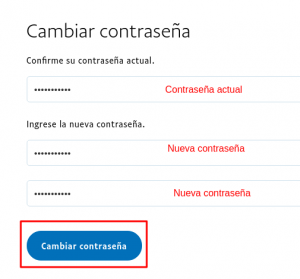 Cambiar contraseña
Confirme su contraseña actual.
••••••••••• Contraseña actual
Ingrese la nueva contraseña.
••••••••••• Nueva contraseña
••••••••••• Nueva contraseña
Cambiar contraseña